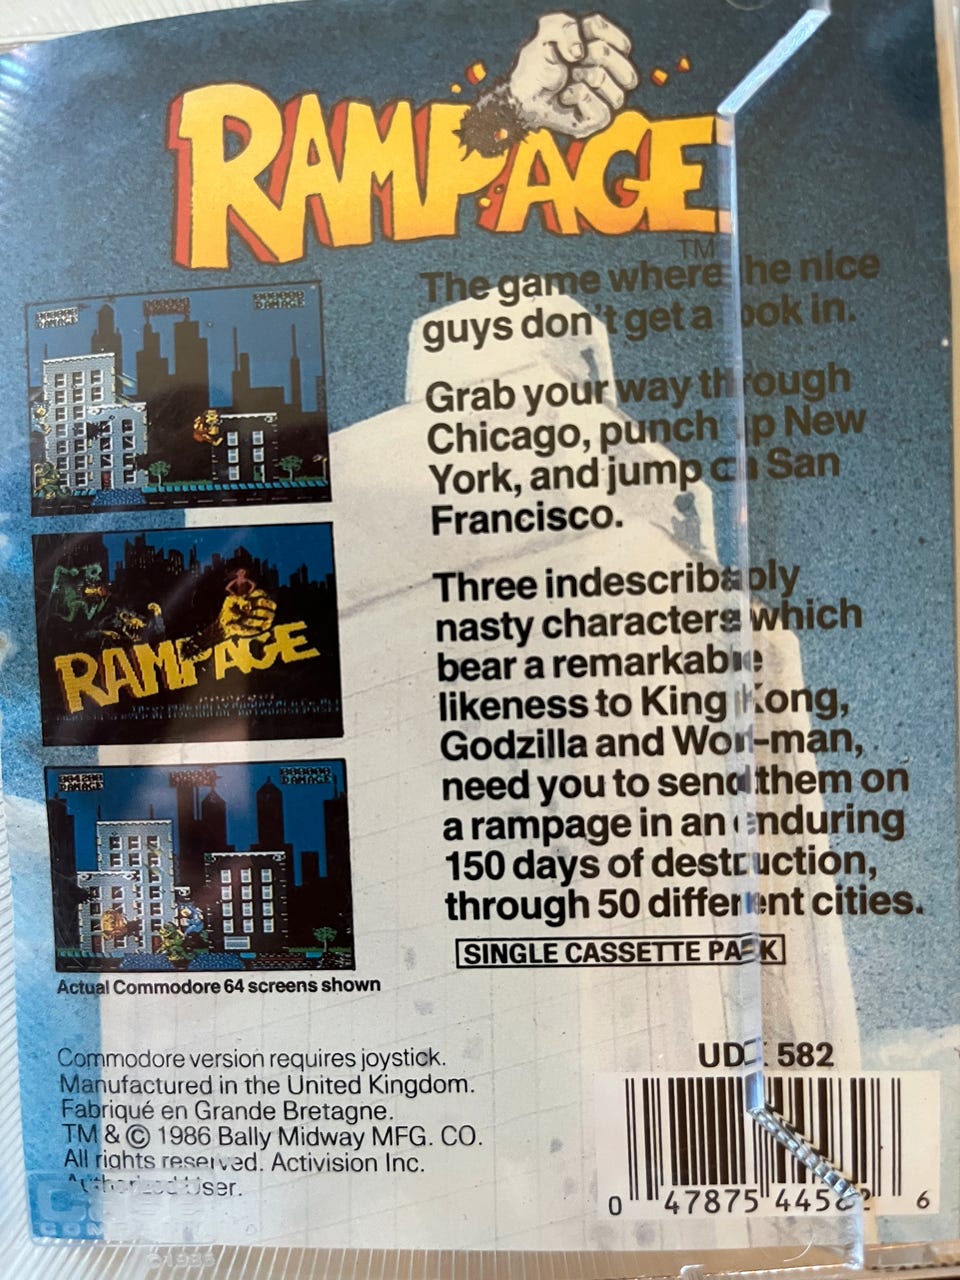 RAMPAGE
TM
The game where the nice
guys don't get a look in.
Grab your way through
Chicago, punch up New
York, and jump on San
Francisco.
Three indescribably
nasty characters which
bear a remarkable
likeness to King Kong,
Godzilla and Wolf-man,
need you to send them on
a rampage in an enduring
150 days of destruction,
through 50 different cities.
SINGLE CASSETTE PACK
DAMAGE
DAMAGE
RAMPAGE
DAMAGE
DAMAGE
Actual Commodore 64 screens shown
Commodore version requires joystick.
Manufactured in the United Kingdom.
Fabriqué en Grande Bretagne.
TM & © 1986 Bally Midway MFG. CO.
All rights reserved. Activision Inc.
Authorized User.
582
0 47875 44582 6